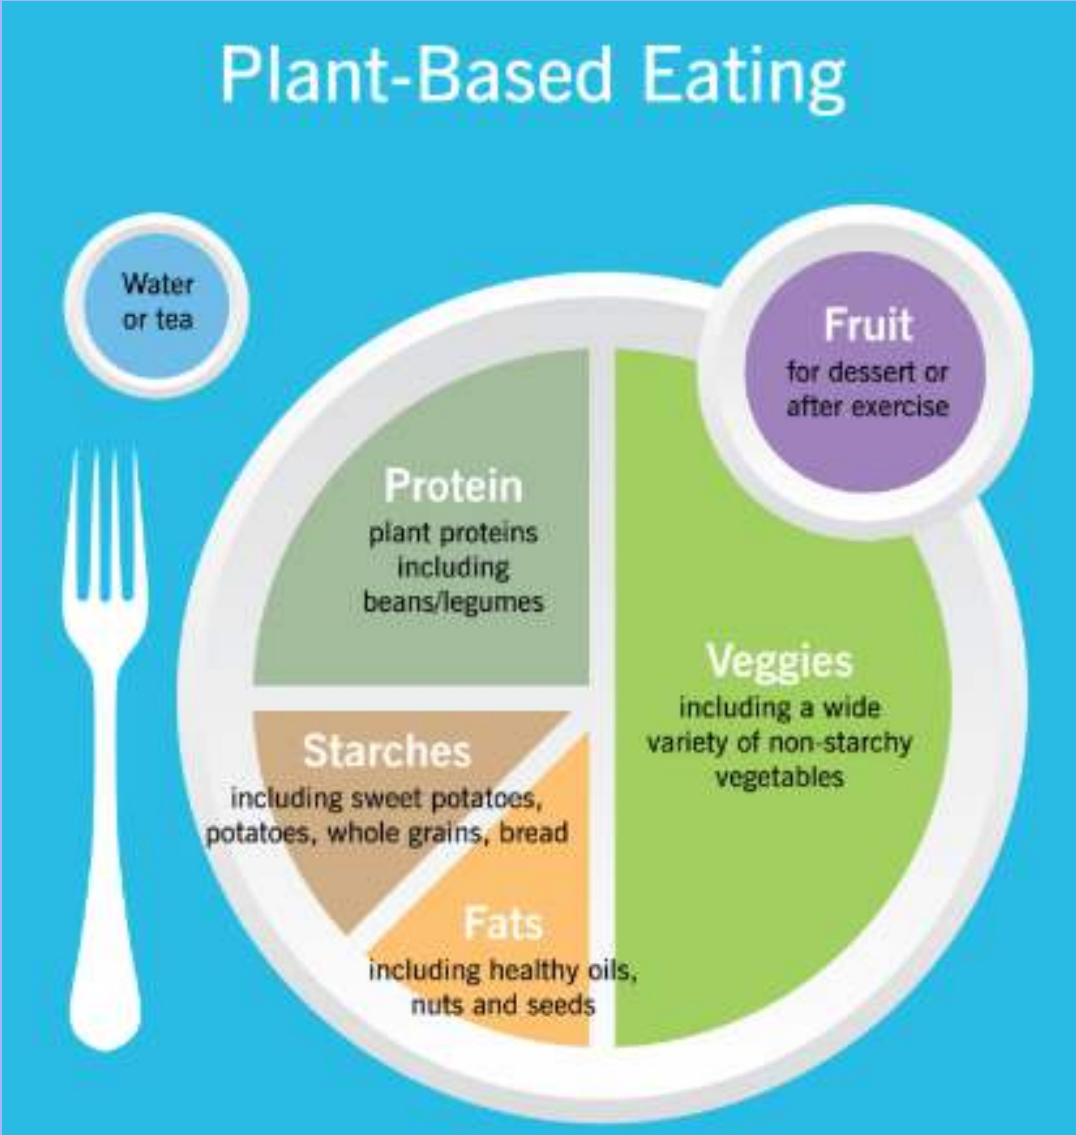 Plant-Based Eating
Water
or tea
Fruit
for dessert or
after exercise
Protein
plant proteins
including
beans/legumes
Veggies
including a wide
variety of non-starchy
vegetables
Starches
including sweet potatoes,
potatoes, whole grains, bread
Fats
including healthy oils,
nuts and seeds